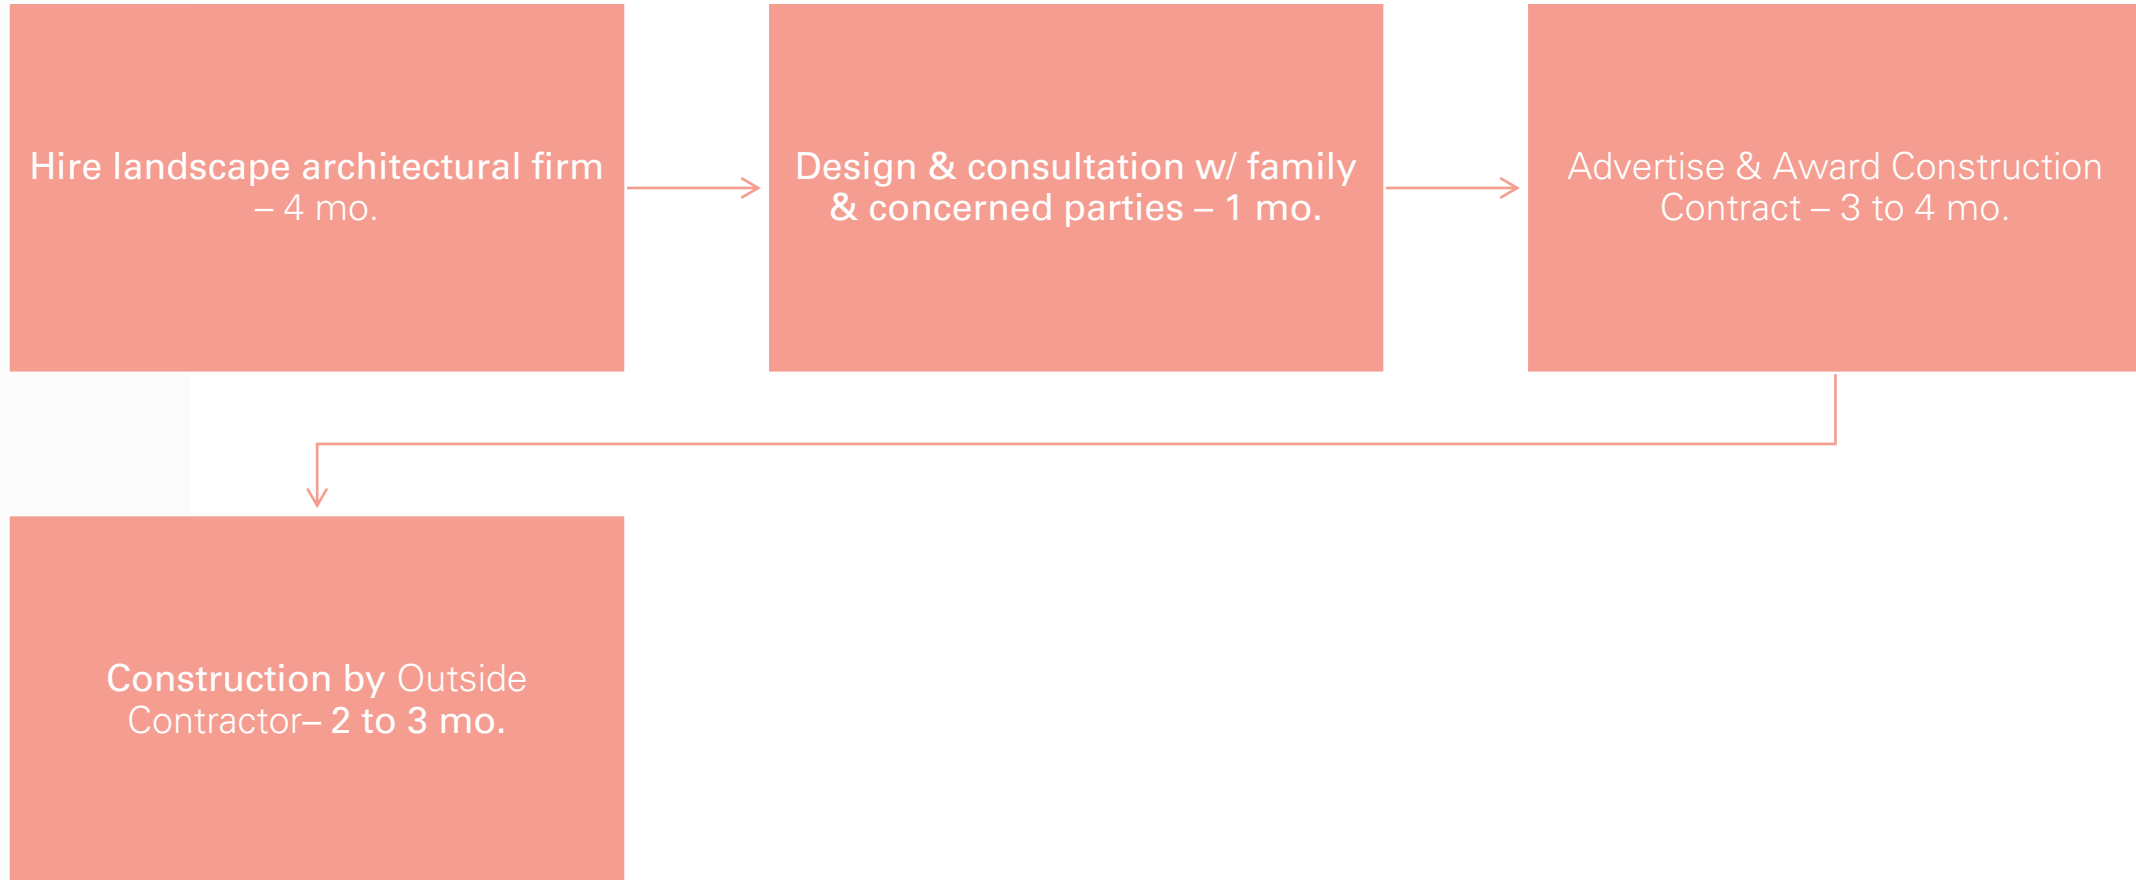 Hire landscape architectural firm
– 4 mo.
Design & consultation w/ family
& concerned parties – 1 mo.
Advertise & Award Construction
Contract – 3 to 4 mo.
Construction by Outside
Contractor– 2 to 3 mo.